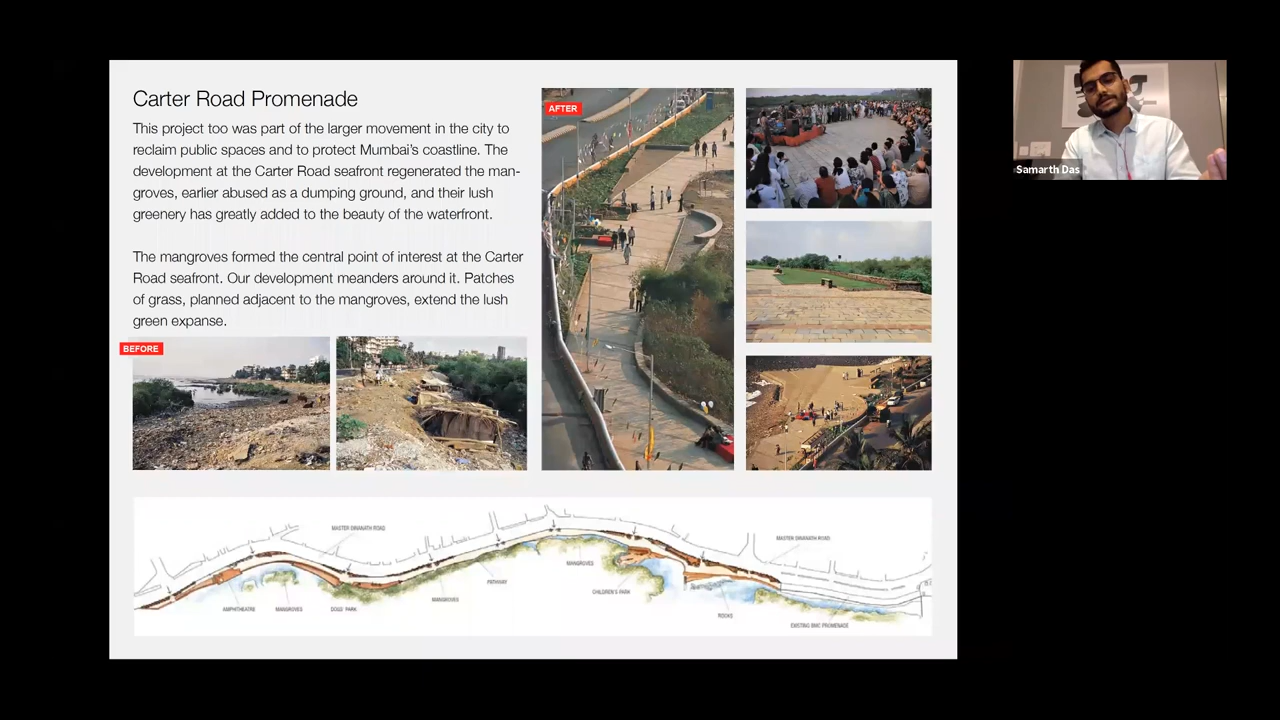 Carter Road Promenade
This project too was part of the larger movement in the city to
reclaim public spaces and to protect Mumbai's coastline. The
development at the Carter Road seafront regenerated the man-
groves, earlier abused as a dumping ground, and their lush
greenery has greatly added to the beauty of the waterfront.
The mangroves formed the central point of interest at the Carter
Road seafront. Our development meanders around it. Patches
of grass, planned adjacent to the mangroves, extend the lush
green expanse.
BEFORE
AFTER
Samarth Das
MASTER ROAD
MASTER ROAD
MANGROVES
PATHWAY
CHILDREN'S PARK
MANGROVES
AMPHITHEATRE
MANGROVES
DOGS' PARK
ROCKS
EXISTING BMC PROMENADE